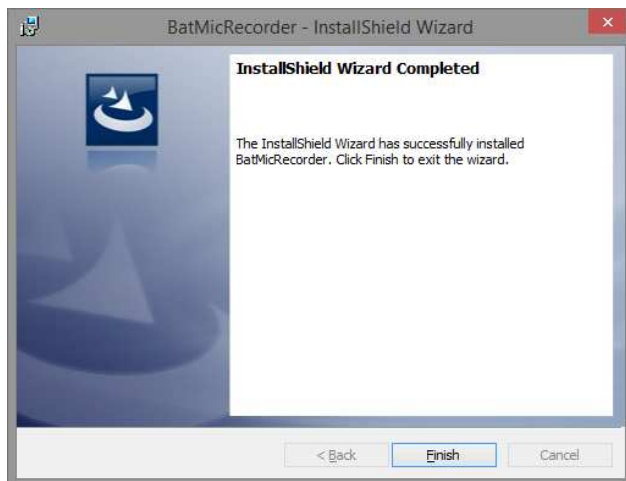 BatMicRecorder - InstallShield Wizard
InstallShield Wizard Completed
The InstallShield Wizard has successfully installed
BatMicRecorder. Click Finish to exit the wizard.
< Back Finish Cancel